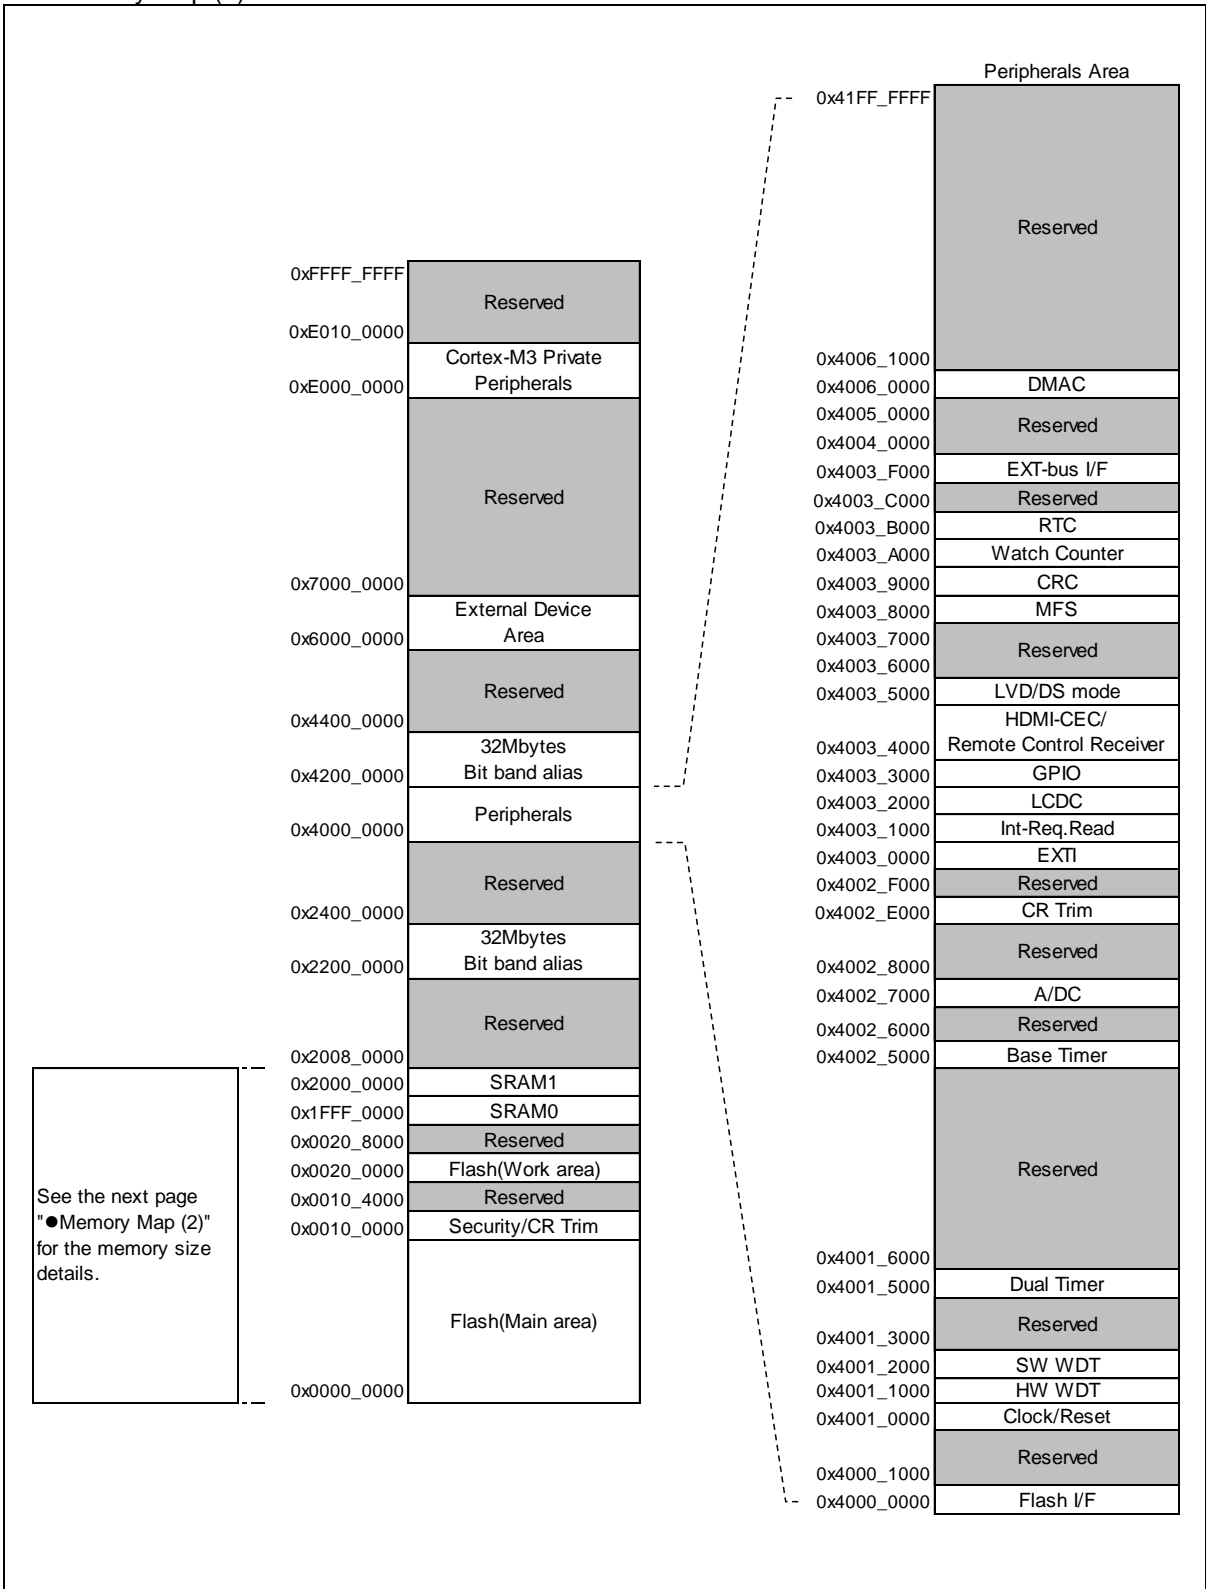 Peripherals Area
0x41FF_FFFF
Reserved
0x4006_1000
0x4006_0000 DMAC
0x4005_0000
Reserved
0x4004_0000
0x4003_F000 EXT-bus I/F
0x4003_C000 Reserved
0x4003_B000 RTC
0x4003_A000 Watch Counter
0x4003_9000 CRC
0x4003_8000 MFS
0x4003_7000
Reserved
0x4003_6000
0x4003_5000 LVD/DS mode
HDMI-CEC/
0x4003_4000 Remote Control Receiver
0x4003_3000 GPIO
0x4003_2000 LCDC
0x4003_1000 Int-Req.Read
0x4003_0000 EXTI
0x4002_F000 Reserved
0x4002_E000 CR Trim
Reserved
0x4002_8000
0x4002_7000 A/DC
0x4002_6000 Reserved
0x4002_5000 Base Timer
Reserved
0x4001_6000
0x4001_5000 Dual Timer
Reserved
0x4001_3000
0x4001_2000 SW WDT
0x4001_1000 HW WDT
0x4001_0000 Clock/Reset
Reserved
0x4000_1000
0x4000_0000 Flash I/F
0xFFFF_FFFF
Reserved
0xE010_0000
Cortex-M3 Private
0xE000_0000 Peripherals
Reserved
0x7000_0000
External Device
0x6000_0000 Area
Reserved
0x4400_0000
32Mbytes
0x4200_0000 Bit band alias
Peripherals
0x4000_0000
Reserved
0x2400_0000
32Mbytes
0x2200_0000 Bit band alias
Reserved
0x2008_0000
0x2000_0000 SRAM1
0x1FFF_0000 SRAM0
0x0020_8000 Reserved
0x0020_0000 Flash(Work area)
0x0010_4000 Reserved
0x0010_0000 Security/CR Trim
Flash(Main area)
0x0000_0000
See the next page
"●Memory Map (2)"
for the memory size
details.